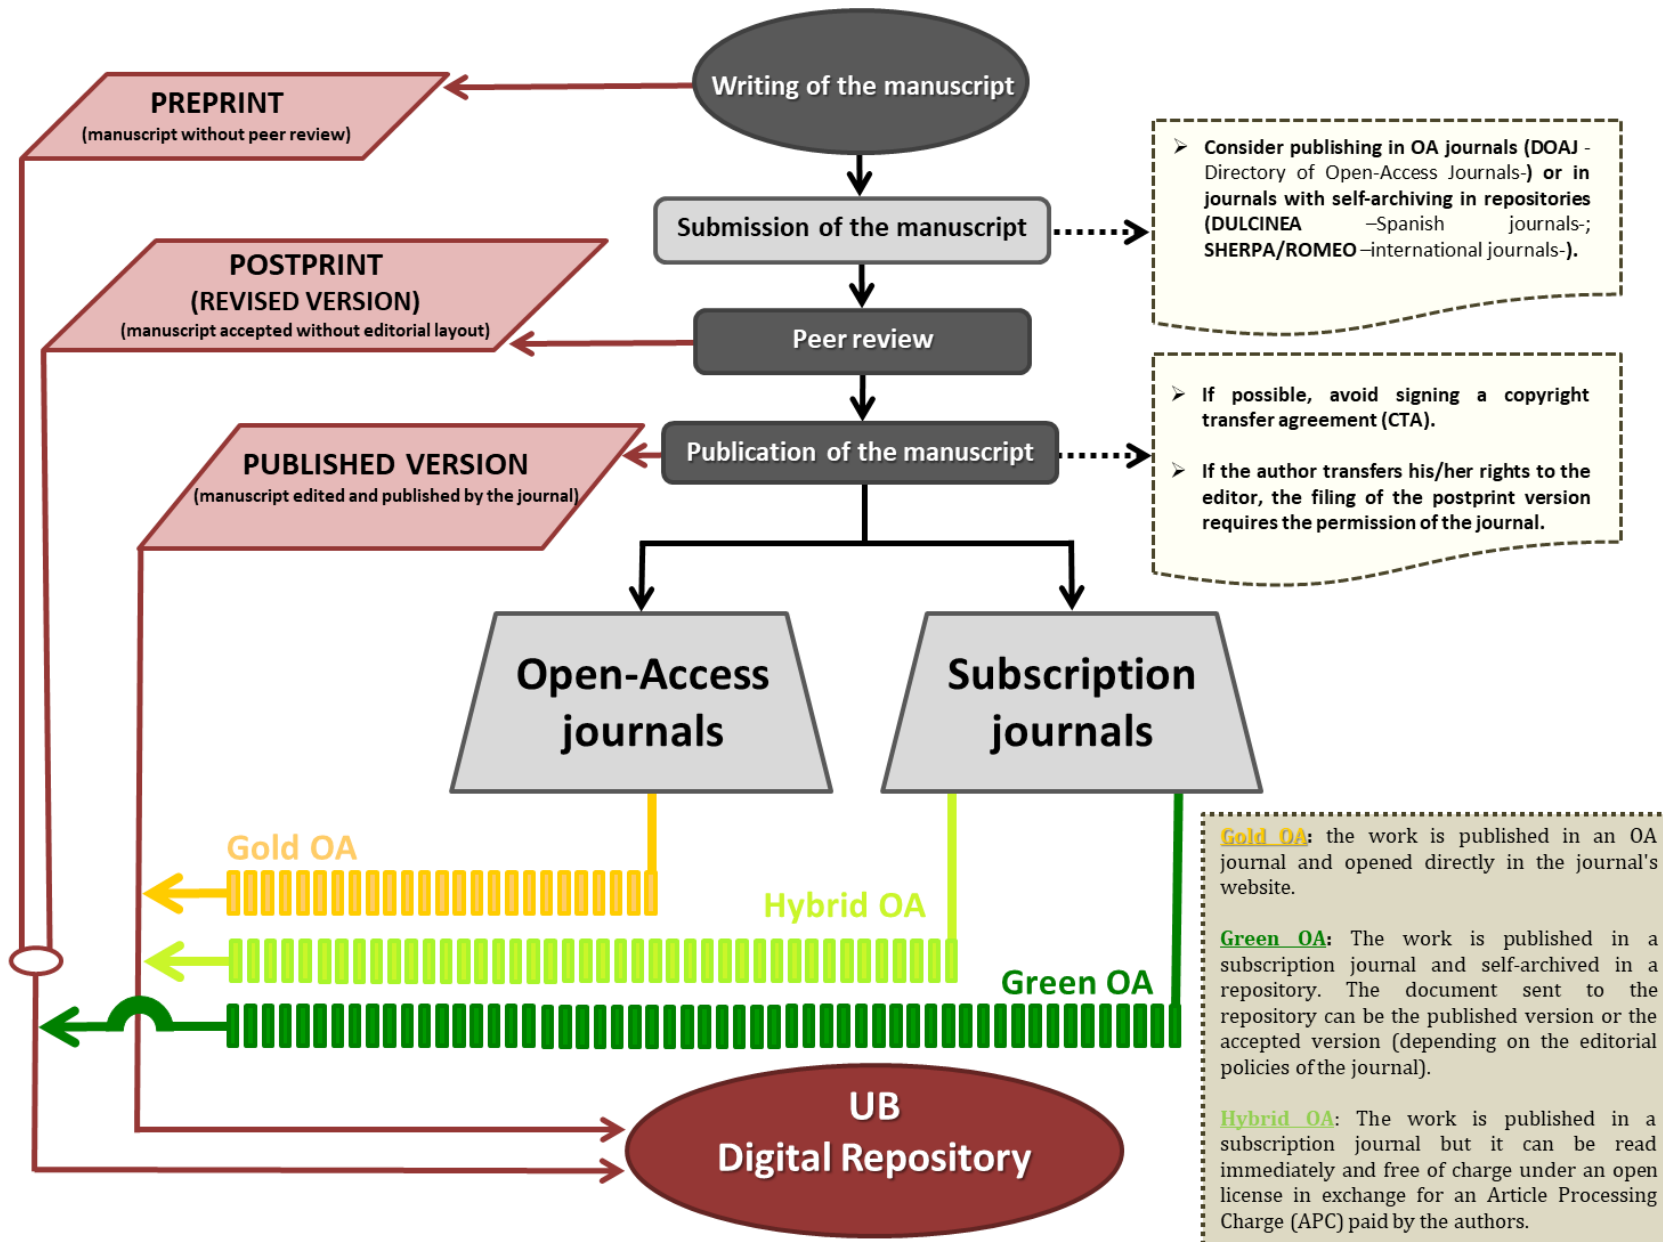 Writing of the manuscript
PREPRINT
(manuscript without peer review)
➢ Consider publishing in OA journals (DOAJ -
Directory of Open-Access Journals-) or in
journals with self-archiving in repositories
(DULCINEA –Spanish journals-;
SHERPA/ROMEO –international journals-).
Submission of the manuscript
POSTPRINT
(REVISED VERSION)
(manuscript accepted without editorial layout)
Peer review
➢ If possible, avoid signing a copyright
transfer agreement (CTA).
➢ If the author transfers his/her rights to the
editor, the filing of the postprint version
requires the permission of the journal.
Publication of the manuscript
PUBLISHED VERSION
(manuscript edited and published by the journal)
Open-Access
journals
Subscription
journals
Gold OA
Hybrid OA
Green OA
UB
Digital Repository
Gold OA: the work is published in an OA
journal and opened directly in the journal's
website.
Green OA: The work is published in a
subscription journal and self-archived in a
repository. The document sent to the
repository can be the published version or the
accepted version (depending on the editorial
policies of the journal).
Hybrid OA: The work is published in a
subscription journal but it can be read
immediately and free of charge under an open
license in exchange for an Article Processing
Charge (APC) paid by the authors.